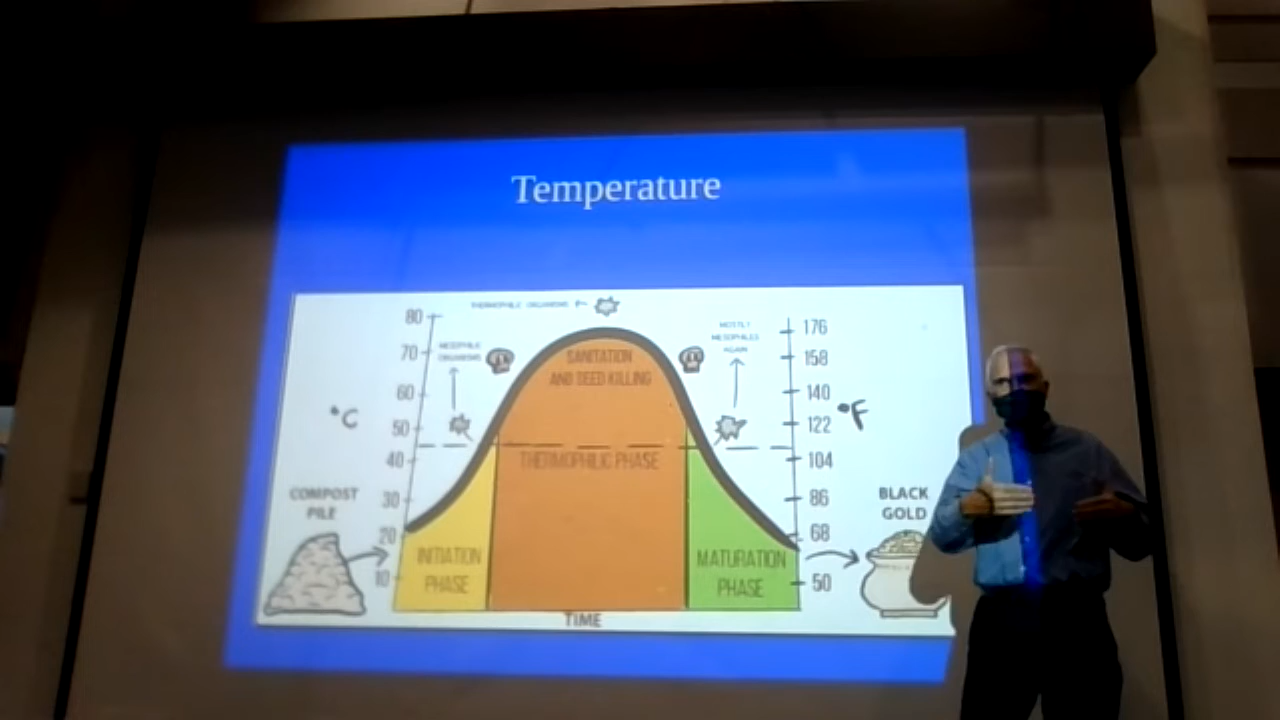 Temperature
THERMOPHILIC ORGANISMS
80
70
60
50
40
30
20
10
°C
MESOPHILIC
ORGANISMS
MOSTLY
MESOPHILES
AGAIN
176
158
140
122
104
86
68
50
°F
SANITATION
AND SEED KILLING
THERMOPHILIC PHASE
COMPOST
PILE
INITIATION
PHASE
MATURATION
PHASE
BLACK
GOLD
TIME